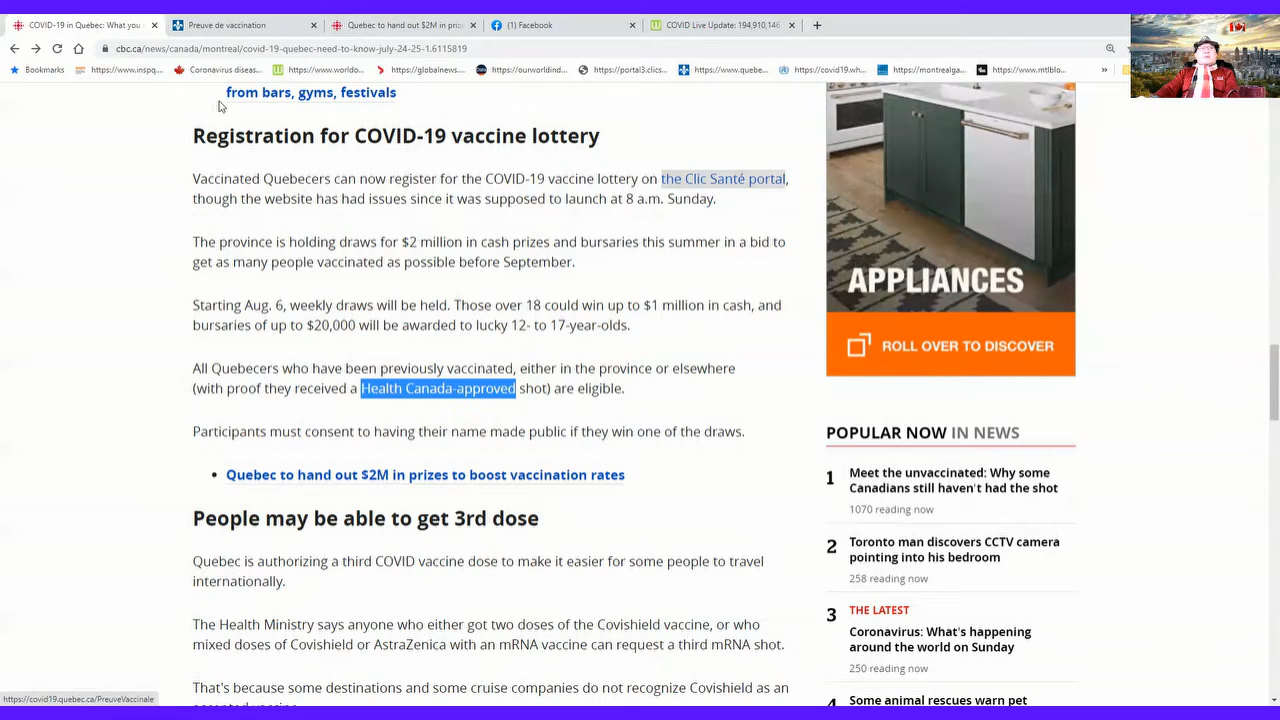 COVID-19 in Quebec: What you
Preuve de vaccination
Quebec to hand out $2M in priz
(1) Facebook
COVID Live Update: 194,910,146
cbc.ca/news/canada/montreal/covid-19-quebec-need-to-know-july-24-25-1.6115819
Bookmarks
https://www.inspq...
Coronavirus diseas...
https://www.worldo...
https://globalnews....
https://ourworldind...
https://portal3.clics...
https://www.quebe...
https://covid19.wh...
https://montrealga...
https://www.mtlblo...
from bars, gyms, festivals
Registration for COVID-19 vaccine lottery
Vaccinated Quebecers can now register for the COVID-19 vaccine lottery on the Clic Santé portal,
though the website has had issues since it was supposed to launch at 8 a.m. Sunday.
The province is holding draws for $2 million in cash prizes and bursaries this summer in a bid to
get as many people vaccinated as possible before September.
Starting Aug. 6, weekly draws will be held. Those over 18 could win up to $1 million in cash, and
bursaries of up to $20,000 will be awarded to lucky 12- to 17-year-olds.
All Quebecers who have been previously vaccinated, either in the province or elsewhere
(with proof they received a Health Canada-approved shot) are eligible.
Participants must consent to having their name made public if they win one of the draws.
• Quebec to hand out $2M in prizes to boost vaccination rates
People may be able to get 3rd dose
Quebec is authorizing a third COVID vaccine dose to make it easier for some people to travel
internationally.
The Health Ministry says anyone who either got two doses of the Covishield vaccine, or who
mixed doses of Covishield or AstraZenica with an mRNA vaccine can request a third mRNA shot.
That's because some destinations and some cruise companies do not recognize Covishield as an
https://covid19.quebec.ca/PreuveVaccinale
APPLIANCES
ROLL OVER TO DISCOVER
POPULAR NOW IN NEWS
1 Meet the unvaccinated: Why some
Canadians still haven't had the shot
1070 reading now
2 Toronto man discovers CCTV camera
pointing into his bedroom
258 reading now
3 THE LATEST
Coronavirus: What's happening
around the world on Sunday
250 reading now
4 Some animal rescues warn pet